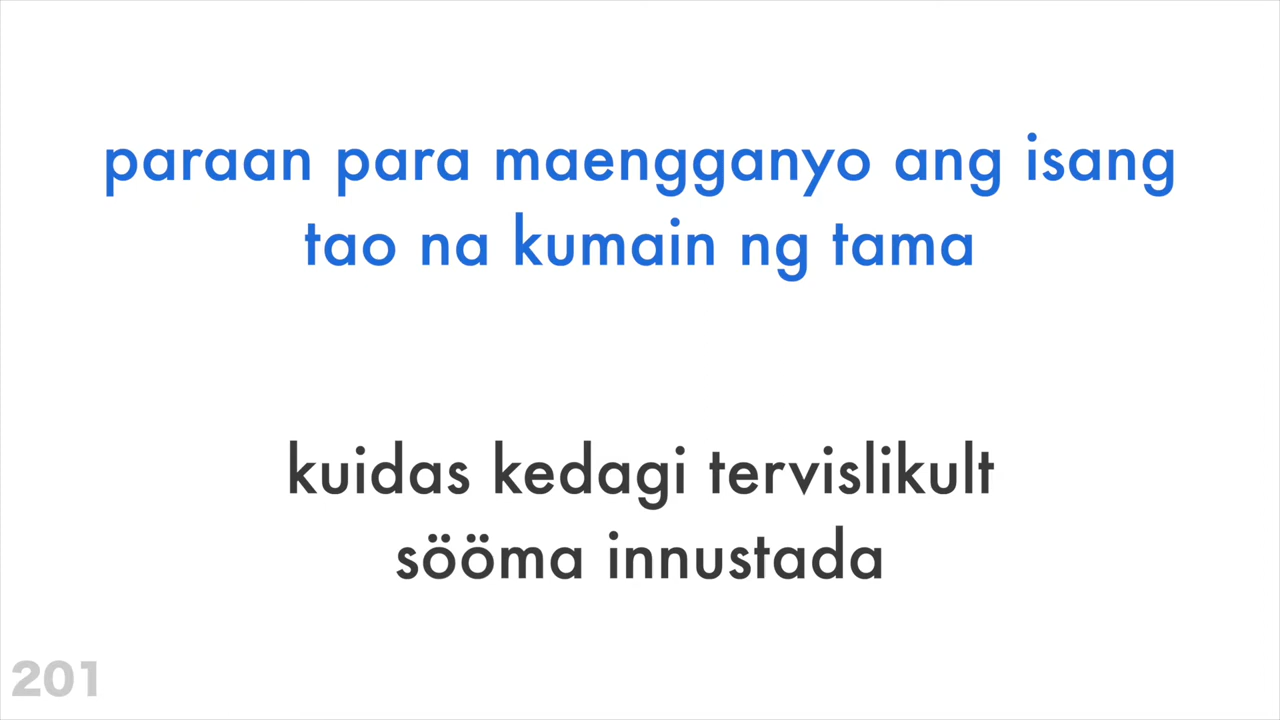 paraan para maengganyo ang isang
tao na kumain ng tama
kuidas kedagi tervislikult
sööma innustada
201